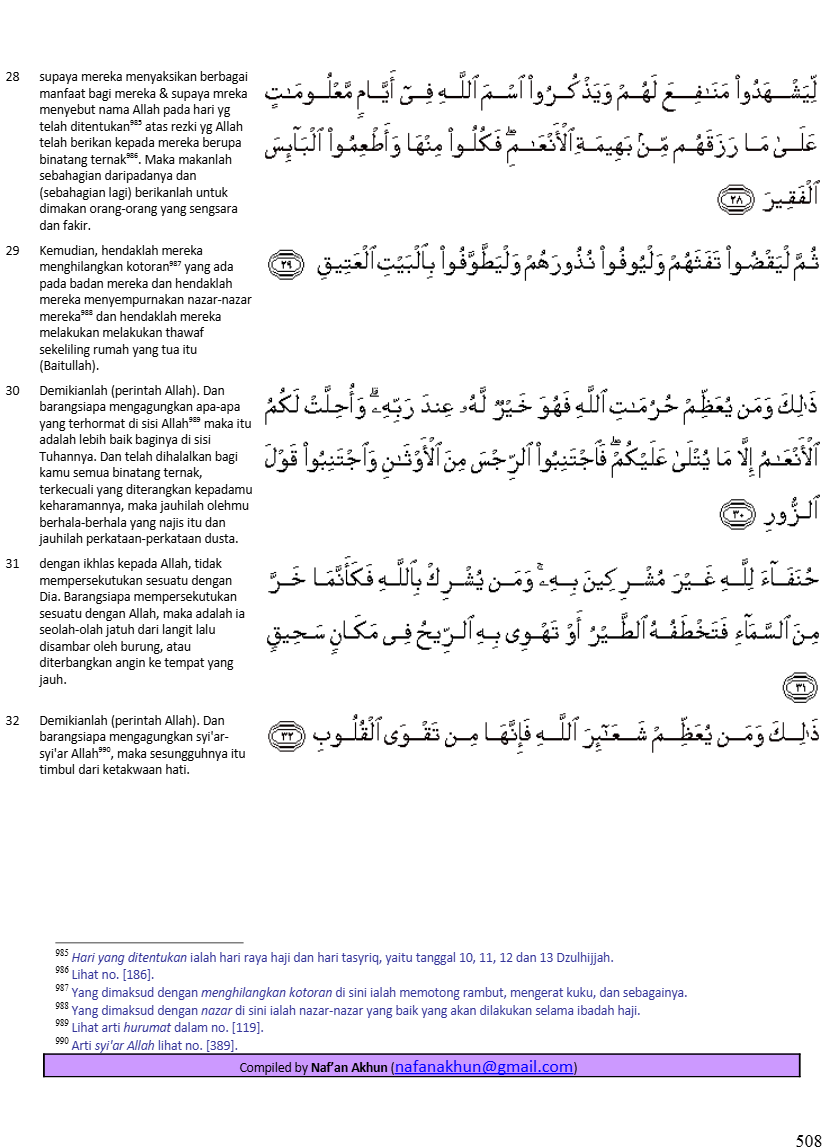 28 supaya mereka menyaksikan berbagai
manfaat bagi mereka & supaya mreka
menyebut nama Allah pada hari yg
telah ditentukan⁹⁸⁵ atas rezki yg Allah
telah berikan kepada mereka berupa
binatang ternak⁹⁸⁶. Maka makanlah
sebahagian daripadanya dan
(sebahagian lagi) berikanlah untuk
dimakan orang-orang yang sengsara
dan fakir.
لِّيَشْهَدُوا۟ مَنَـٰفِعَ لَهُمْ وَيَذْكُرُوا۟ ٱسْمَ ٱللَّهِ فِىٓ أَيَّامٍ مَّعْلُومَـٰتٍ
عَلَىٰ مَا رَزَقَهُم مِّنۢ بَهِيمَةِ ٱلْأَنْعَـٰمِ ۖ فَكُلُوا۟ مِنْهَا وَأَطْعِمُوا۟ ٱلْبَآئِسَ
ٱلْفَقِيرَ ٢٨
29 Kemudian, hendaklah mereka
menghilangkan kotoran⁹⁸⁷ yang ada
pada badan mereka dan hendaklah
mereka menyempurnakan nazar-nazar
mereka⁹⁸⁸ dan hendaklah mereka
melakukan melakukan thawaf
sekeliling rumah yang tua itu
(Baitullah).
ثُمَّ لْيَقْضُوا۟ تَفَثَهُمْ وَلْيُوفُوا۟ نُذُورَهُمْ وَلْيَطَّوَّفُوا۟ بِٱلْبَيْتِ ٱلْعَتِيقِ ٢٩
30 Demikianlah (perintah Allah). Dan
barangsiapa mengagungkan apa-apa
yang terhormat di sisi Allah⁹⁸⁹ maka itu
adalah lebih baik baginya di sisi
Tuhannya. Dan telah dihalalkan bagi
kamu semua binatang ternak,
terkecuali yang diterangkan kepadamu
keharamannya, maka jauhilah olehmu
berhala-berhala yang najis itu dan
jauhilah perkataan-perkataan dusta.
ذَٰلِكَ وَمَن يُعَظِّمْ حُرُمَـٰتِ ٱللَّهِ فَهُوَ خَيْرٌ لَّهُۥ عِندَ رَبِّهِۦ ۗ وَأُحِلَّتْ لَكُمُ
ٱلْأَنْعَـٰمُ إِلَّا مَا يُتْلَىٰ عَلَيْكُمْ ۖ فَٱجْتَنِبُوا۟ ٱلرِّجْسَ مِنَ ٱلْأَوْثَـٰنِ وَٱجْتَنِبُوا۟ قَوْلَ
ٱلزُّورِ ٣٠
31 dengan ikhlas kepada Allah, tidak
mempersekutukan sesuatu dengan
Dia. Barangsiapa mempersekutukan
sesuatu dengan Allah, maka adalah ia
seolah-olah jatuh dari langit lalu
disambar oleh burung, atau
diterbangkan angin ke tempat yang
jauh.
حُنَفَآءَ لِلَّهِ غَيْرَ مُشْرِكِينَ بِهِۦ ۚ وَمَن يُشْرِكْ بِٱللَّهِ فَكَأَنَّمَا خَرَّ
مِنَ ٱلسَّمَآءِ فَتَخْطَفُهُ ٱلطَّيْرُ أَوْ تَهْوِى بِهِ ٱلرِّيحُ فِى مَكَانٍ سَحِيقٍ
٣١
32 Demikianlah (perintah Allah). Dan
barangsiapa mengagungkan syi'ar-
syi'ar Allah⁹⁹⁰, maka sesungguhnya itu
timbul dari ketakwaan hati.
ذَٰلِكَ وَمَن يُعَظِّمْ شَعَـٰٓئِرَ ٱللَّهِ فَإِنَّهَا مِن تَقْوَى ٱلْقُلُوبِ ٣٢
⁹⁸⁵ Hari yang ditentukan ialah hari raya haji dan hari tasyriq, yaitu tanggal 10, 11, 12 dan 13 Dzulhijjah.
⁹⁸⁶ Lihat no. [186].
⁹⁸⁷ Yang dimaksud dengan menghilangkan kotoran di sini ialah memotong rambut, mengerat kuku, dan sebagainya.
⁹⁸⁸ Yang dimaksud dengan nazar di sini ialah nazar-nazar yang baik yang akan dilakukan selama ibadah haji.
⁹⁸⁹ Lihat arti hurumat dalam no. [119].
⁹⁹⁰ Arti syi'ar Allah lihat no. [389].
Compiled by Naf’an Akhun (nafanakhun@gmail.com)
508